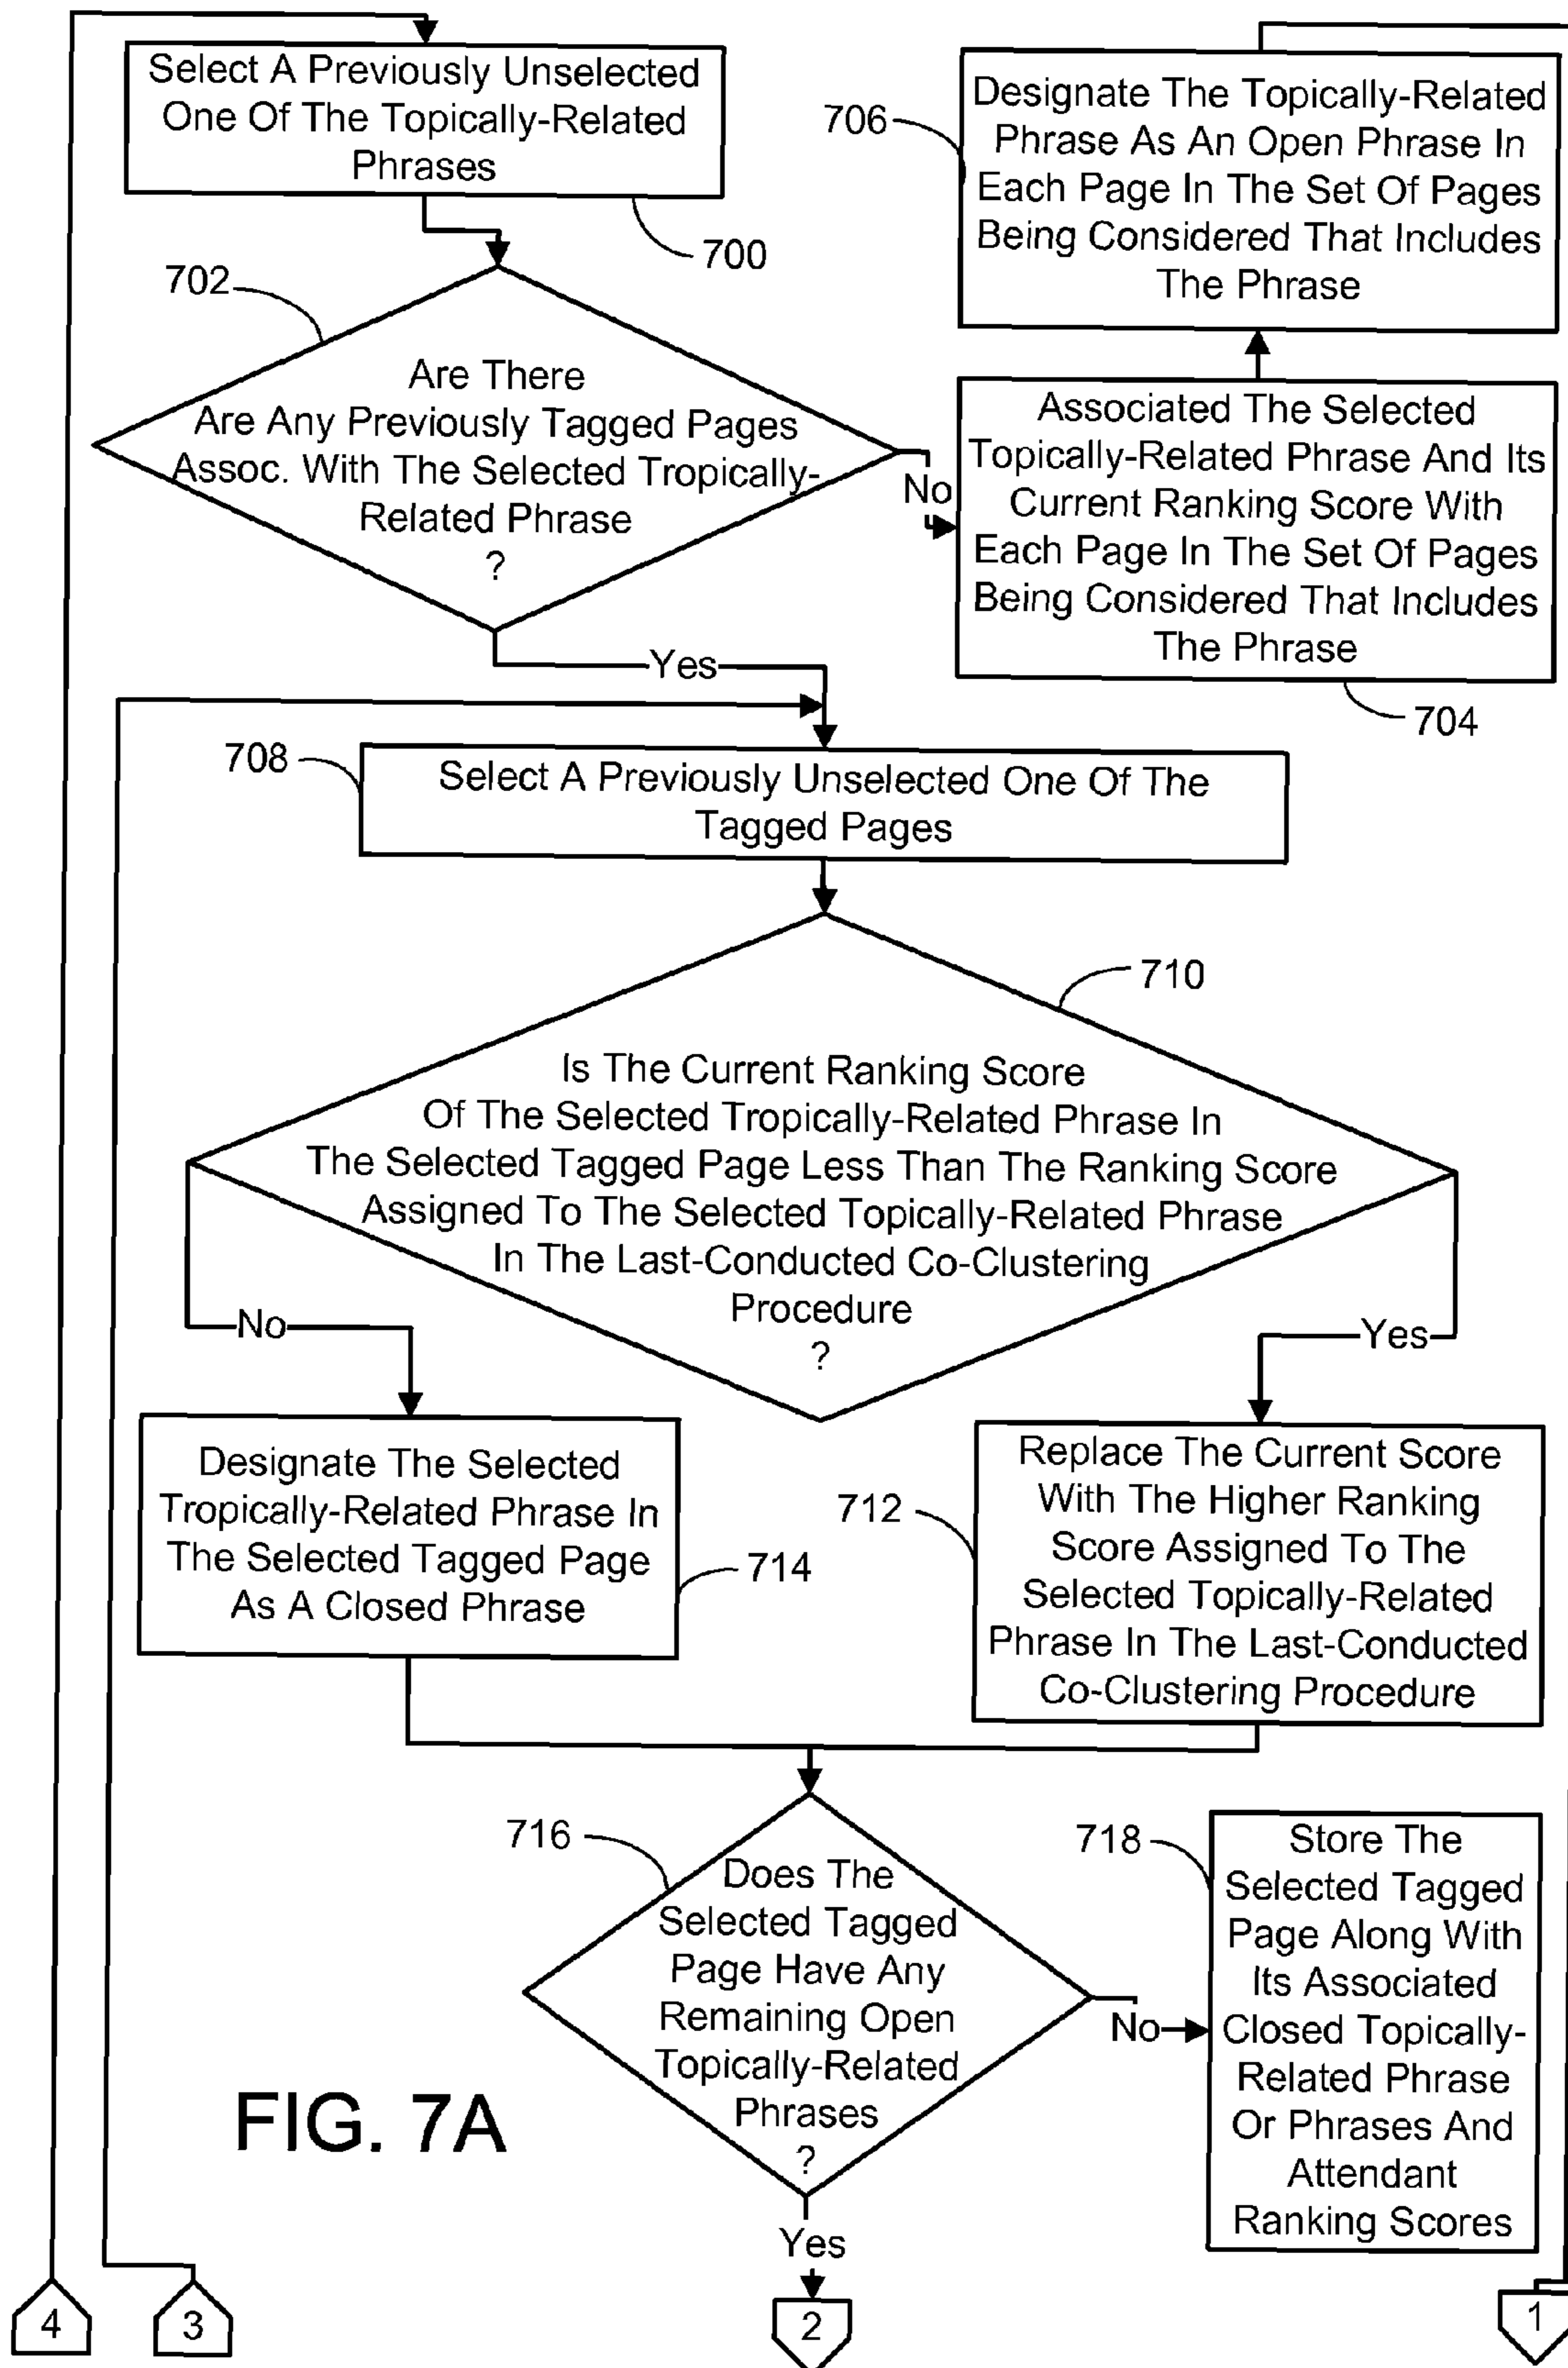 Select A Previously Unselected
One Of The Topically-Related
Phrases
700
702
Are There
Are Any Previously Tagged Pages
Assoc. With The Selected Tropically-
Related Phrase
?
No
Yes
706
Designate The Topically-Related
Phrase As An Open Phrase In
Each Page In The Set Of Pages
Being Considered That Includes
The Phrase
Associated The Selected
Topically-Related Phrase And Its
Current Ranking Score With
Each Page In The Set Of Pages
Being Considered That Includes
The Phrase
704
708
Select A Previously Unselected One Of The
Tagged Pages
710
Is The Current Ranking Score
Of The Selected Tropically-Related Phrase In
The Selected Tagged Page Less Than The Ranking Score
Assigned To The Selected Topically-Related Phrase
In The Last-Conducted Co-Clustering
Procedure
?
No
Yes
Designate The Selected
Tropically-Related Phrase In
The Selected Tagged Page
As A Closed Phrase
714
712
Replace The Current Score
With The Higher Ranking
Score Assigned To The
Selected Topically-Related
Phrase In The Last-Conducted
Co-Clustering Procedure
716
Does The
Selected Tagged
Page Have Any
Remaining Open
Topically-Related
Phrases
?
No
Yes
718
Store The
Selected Tagged
Page Along With
Its Associated
Closed Topically-
Related Phrase
Or Phrases And
Attendant
Ranking Scores
FIG. 7A
4
3
2
1